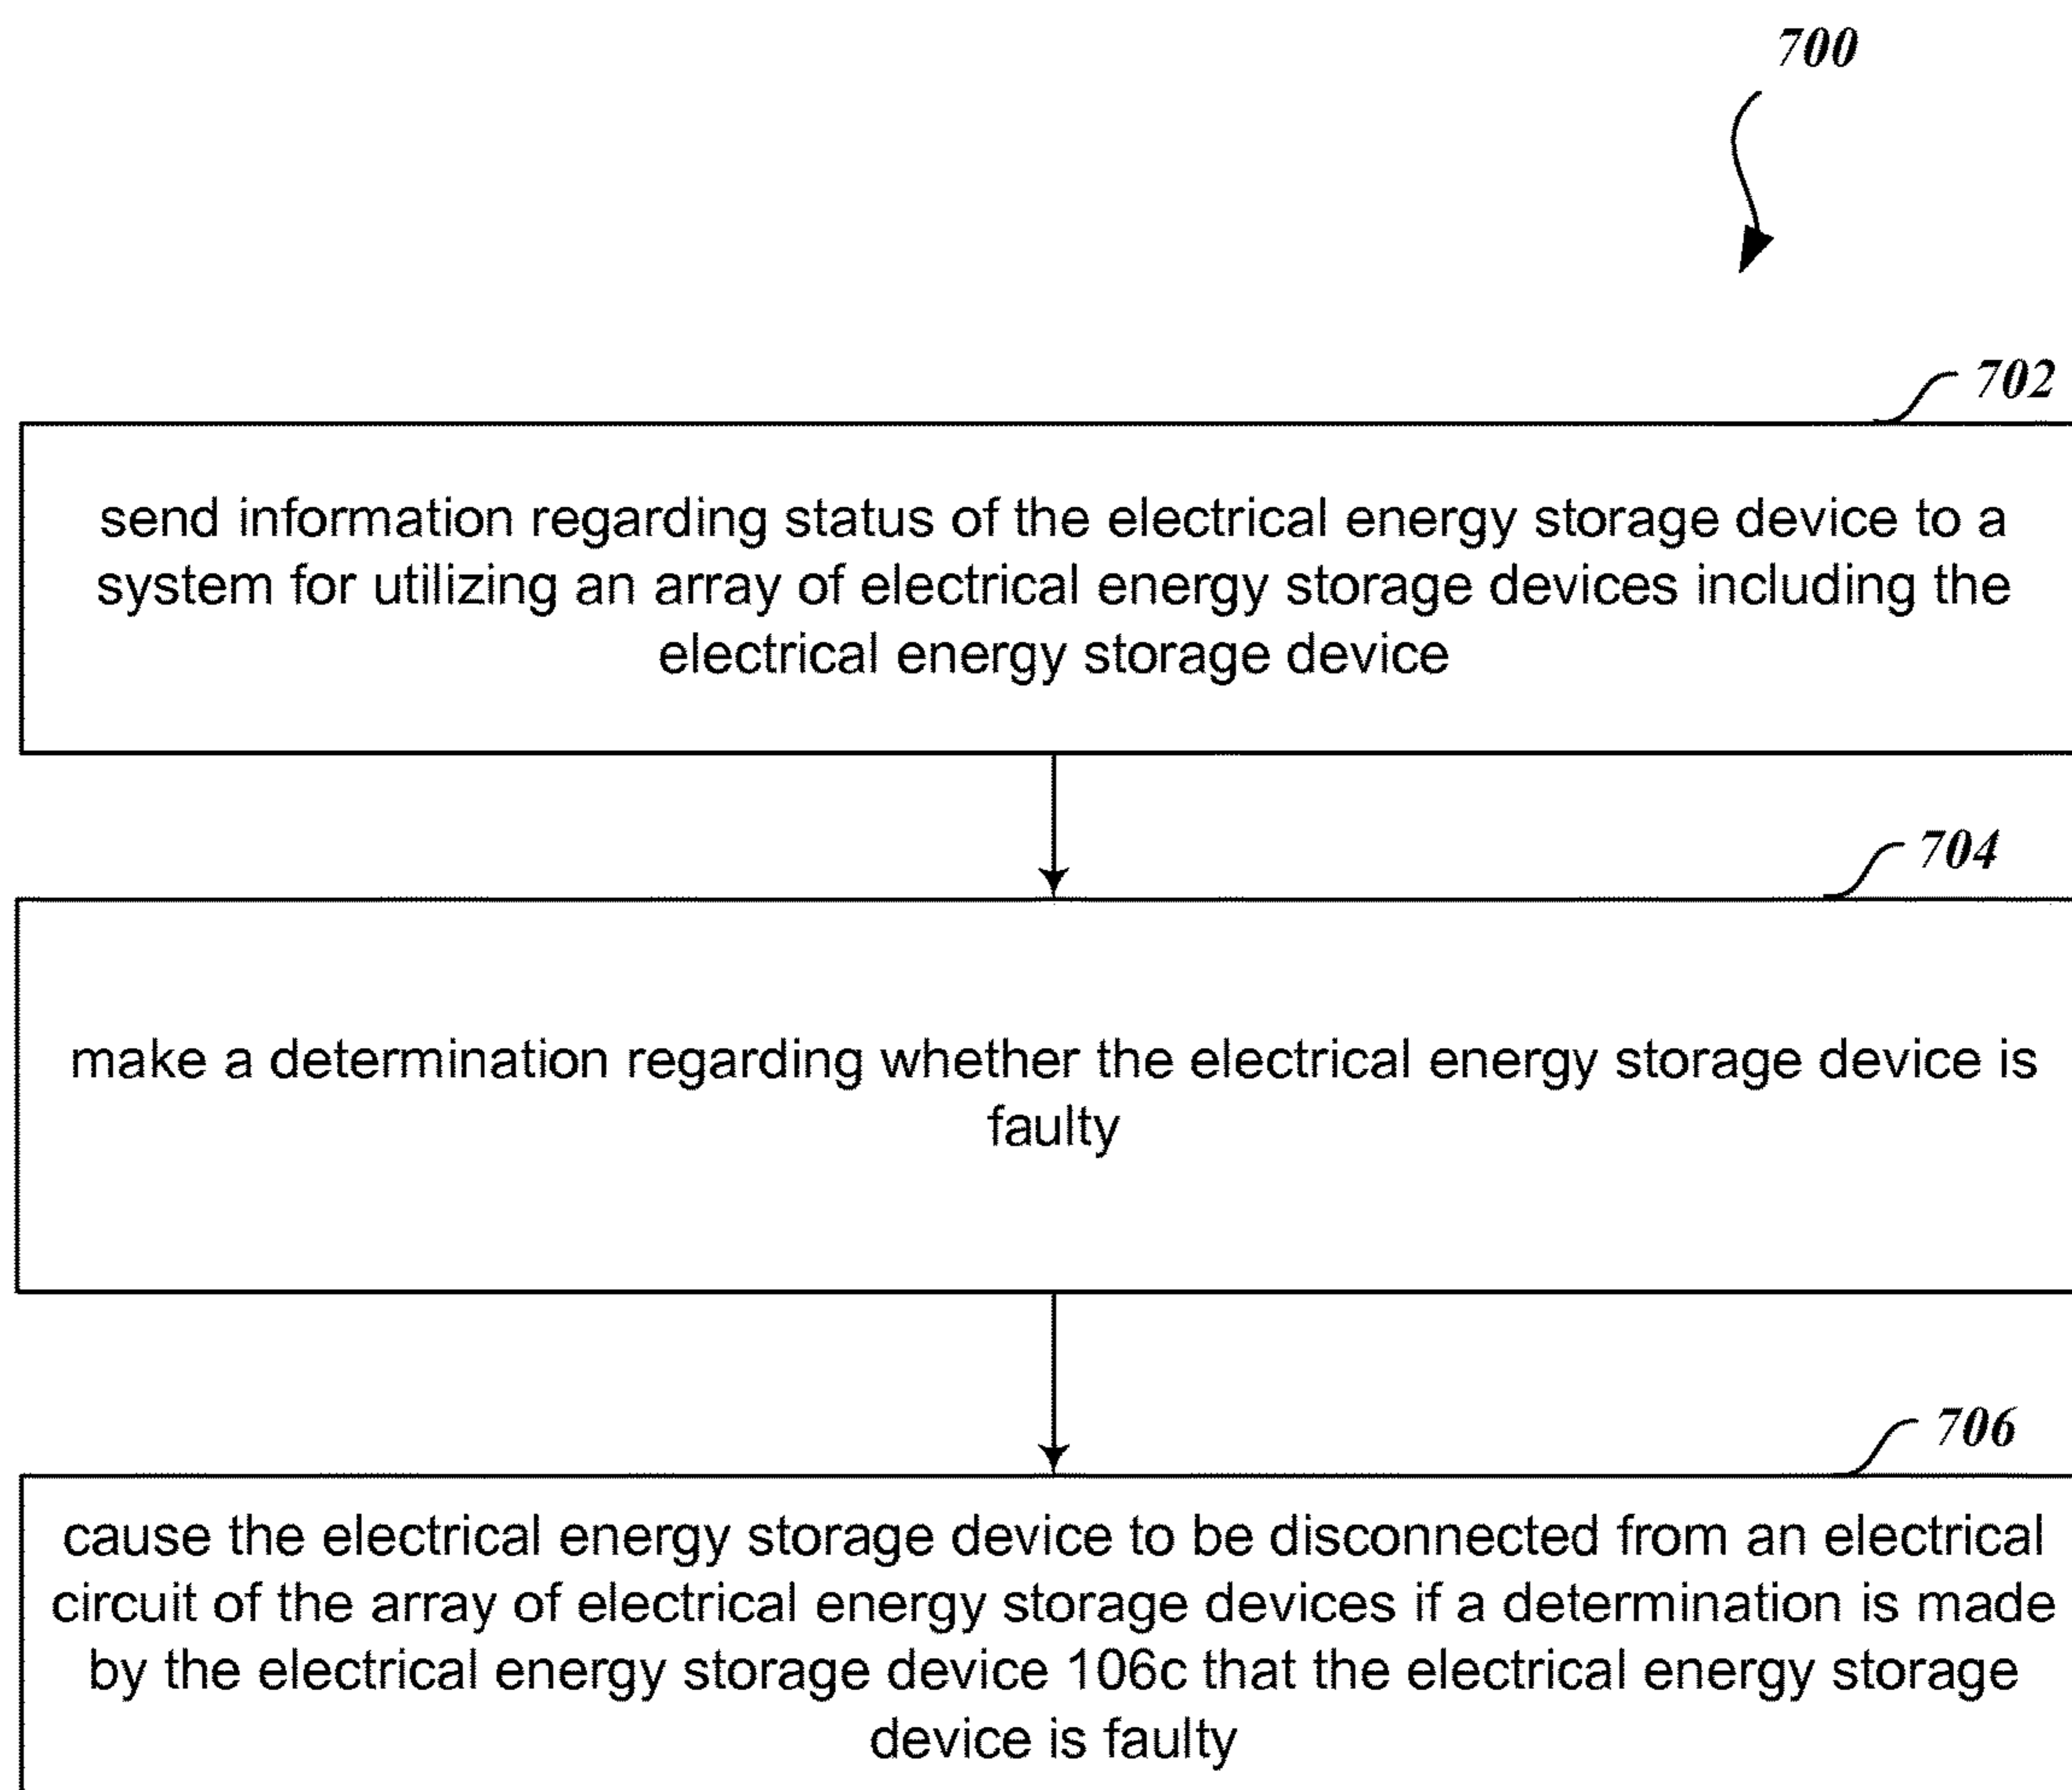 700
702
send information regarding status of the electrical energy storage device to a
system for utilizing an array of electrical energy storage devices including the
electrical energy storage device
704
make a determination regarding whether the electrical energy storage device is
faulty
706
cause the electrical energy storage device to be disconnected from an electrical
circuit of the array of electrical energy storage devices if a determination is made
by the electrical energy storage device 106c that the electrical energy storage
device is faulty